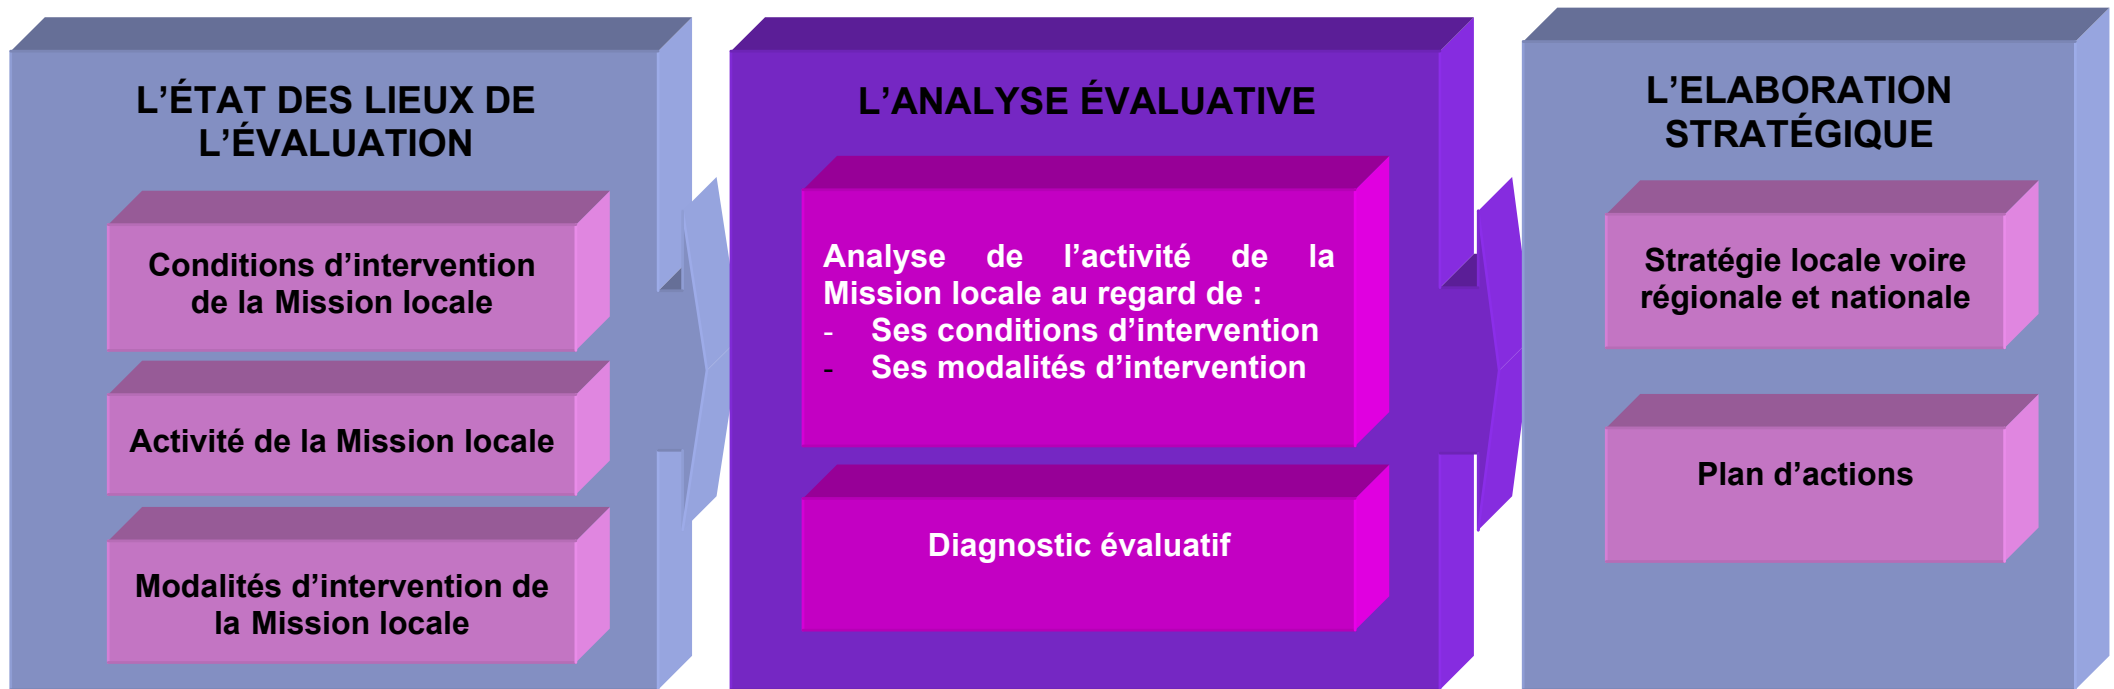 L’ÉTAT DES LIEUX DE
L’ÉVALUATION
Conditions d’intervention
de la Mission locale
Activité de la Mission locale
Modalités d’intervention de
la Mission locale
L’ANALYSE ÉVALUATIVE
Analyse de l’activité de la
Mission locale au regard de :
- Ses conditions d’intervention
- Ses modalités d’intervention
Diagnostic évaluatif
L’ELABORATION
STRATÉGIQUE
Stratégie locale voire
régionale et nationale
Plan d’actions